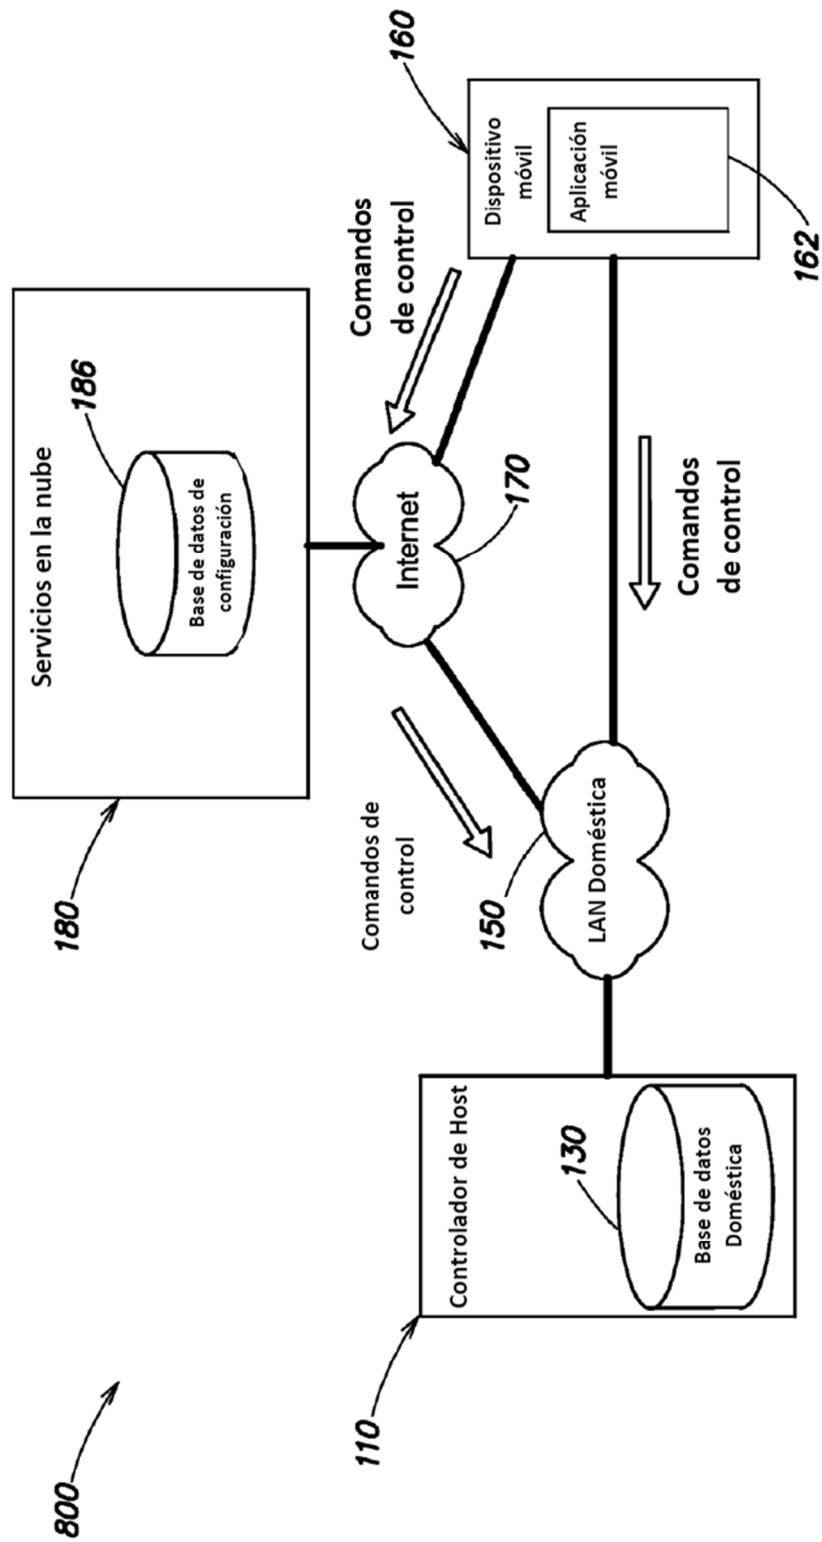 180
Servicios en la nube
186
Base de datos de
configuración
800
Comandos de
control
Internet
170
Comandos
de control
160
Dispositivo
móvil
Aplicación
móvil
162
110
Controlador de Host
130
Base de datos
Doméstica
150
LAN Doméstica
Comandos
de control